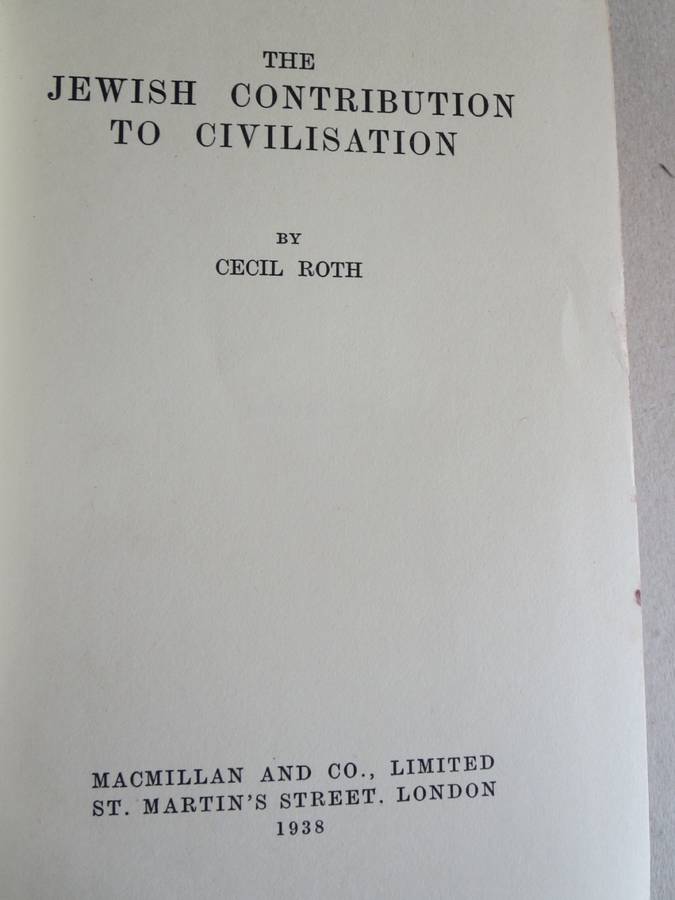 THE
JEWISH CONTRIBUTION
TO CIVILISATION
BY
CECIL ROTH
MACMILLAN AND CO., LIMITED
ST. MARTIN'S STREET, LONDON
1938